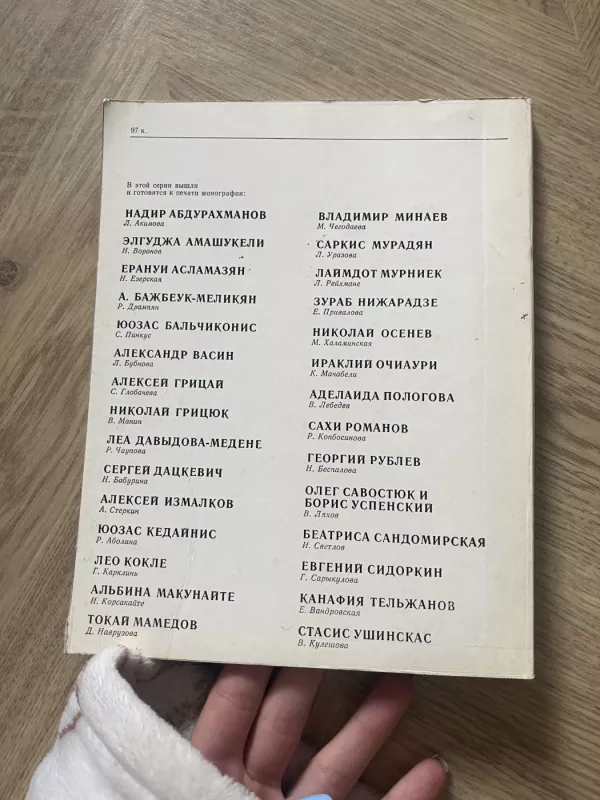 97 к.
В этой серии вышли
и готовятся к печати монографии:
НАДИР АБДУРАХМАНОВ
Л. Акимова
ЭЛГУДЖА АМАШУКЕЛИ
Н. Воронов
ЕРАНУИ АСЛАМАЗЯН
Н. Езерская
А. БАЖБЕУК-МЕЛИКЯН
Р. Дрампян
ЮОЗАС БАЛЬЧИКОНИС
С. Пинкус
АЛЕКСАНДР ВАСИН
Л. Бубнова
АЛЕКСЕЙ ГРИЦАЙ
С. Глобачева
НИКОЛАЙ ГРИЦЮК
В. Манин
ЛЕА ДАВЫДОВА-МЕДЕНЕ
Р. Чаупова
СЕРГЕЙ ДАЦКЕВИЧ
Н. Бабурина
АЛЕКСЕЙ ИЗМАЛКОВ
А. Стеркин
ЮОЗАС КЕДАЙНИС
Р. Аболина
ЛЕО КОКЛЕ
Г. Карклинь
АЛЬБИНА МАКУНАЙТЕ
И. Корсакайте
ТОКАЙ МАМЕДОВ
Д. Наврузова
ВЛАДИМИР МИНАЕВ
М. Чегодаева
САРКИС МУРАДЯН
Л. Уразова
ЛАЙМДОТ МУРНИЕК
Л. Рейхмане
ЗУРАБ НИЖАРАДЗЕ
Е. Привалова
НИКОЛАЙ ОСЕНЕВ
М. Халаминская
ИРАКЛИЙ ОЧИАУРИ
К. Мачабели
АДЕЛАИДА ПОЛОГОВА
В. Лебедев
САХИ РОМАНОВ
Р. Копбосинова
ГЕОРГИЙ РУБЛЕВ
Н. Беспалова
ОЛЕГ САВОСТЮК И
БОРИС УСПЕНСКИЙ
В. Ляхов
БЕАТРИСА САНДОМИРСКАЯ
И. Светлов
ЕВГЕНИЙ СИДОРКИН
Г. Сарыкулова
КАНАФИЯ ТЕЛЬЖАНОВ
Е. Вандровская
СТАСИС УШИНСКАС
В. Кулешова